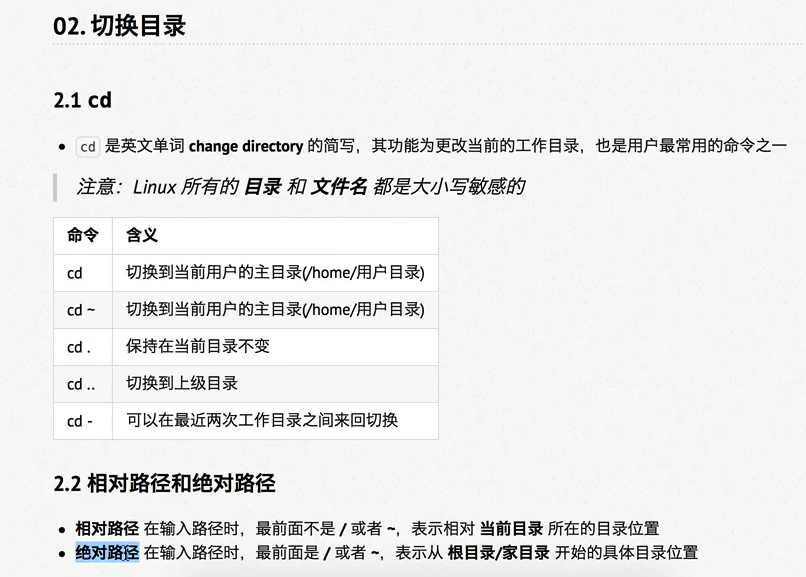 02. 切换目录
2.1 cd
cd 是英文单词 change directory 的简写，其功能为更改当前的工作目录，也是用户最常用的命令之一
注意：Linux 所有的 目录 和 文件名 都是大小写敏感的
命令 含义
cd 切换到当前用户的主目录(/home/用户目录)
cd ~ 切换到当前用户的主目录(/home/用户目录)
cd . 保持在当前目录不变
cd .. 切换到上级目录
cd - 可以在最近两次工作目录之间来回切换
2.2 相对路径和绝对路径
相对路径 在输入路径时，最前面不是 / 或者 ~，表示相对 当前目录 所在的目录位置
绝对路径 在输入路径时，最前面是 / 或者 ~，表示从 根目录/家目录 开始的具体目录位置